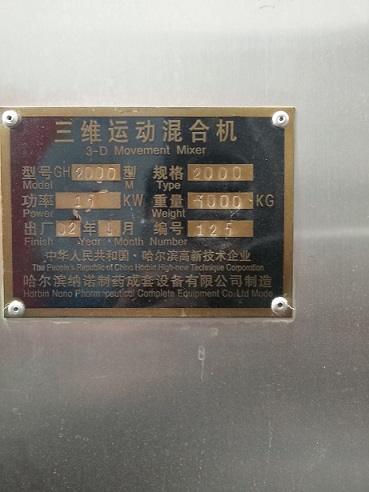 三维运动混合机
3-D Movement Mixer
型号 GH 2000 型 规格 2000
Model M Type
功率 15 KW 重量 KG
Power Weight
出厂 02 年 月 编号 125
Finish Year Month Number
中华人民共和国·哈尔滨高新技术企业
The People's Republic of China Harbin High-new Technique Corporation
哈尔滨纳诺制药成套设备有限公司制造
Harbin Nano Pharmaceutical Complete Equipment Co.Ltd Made